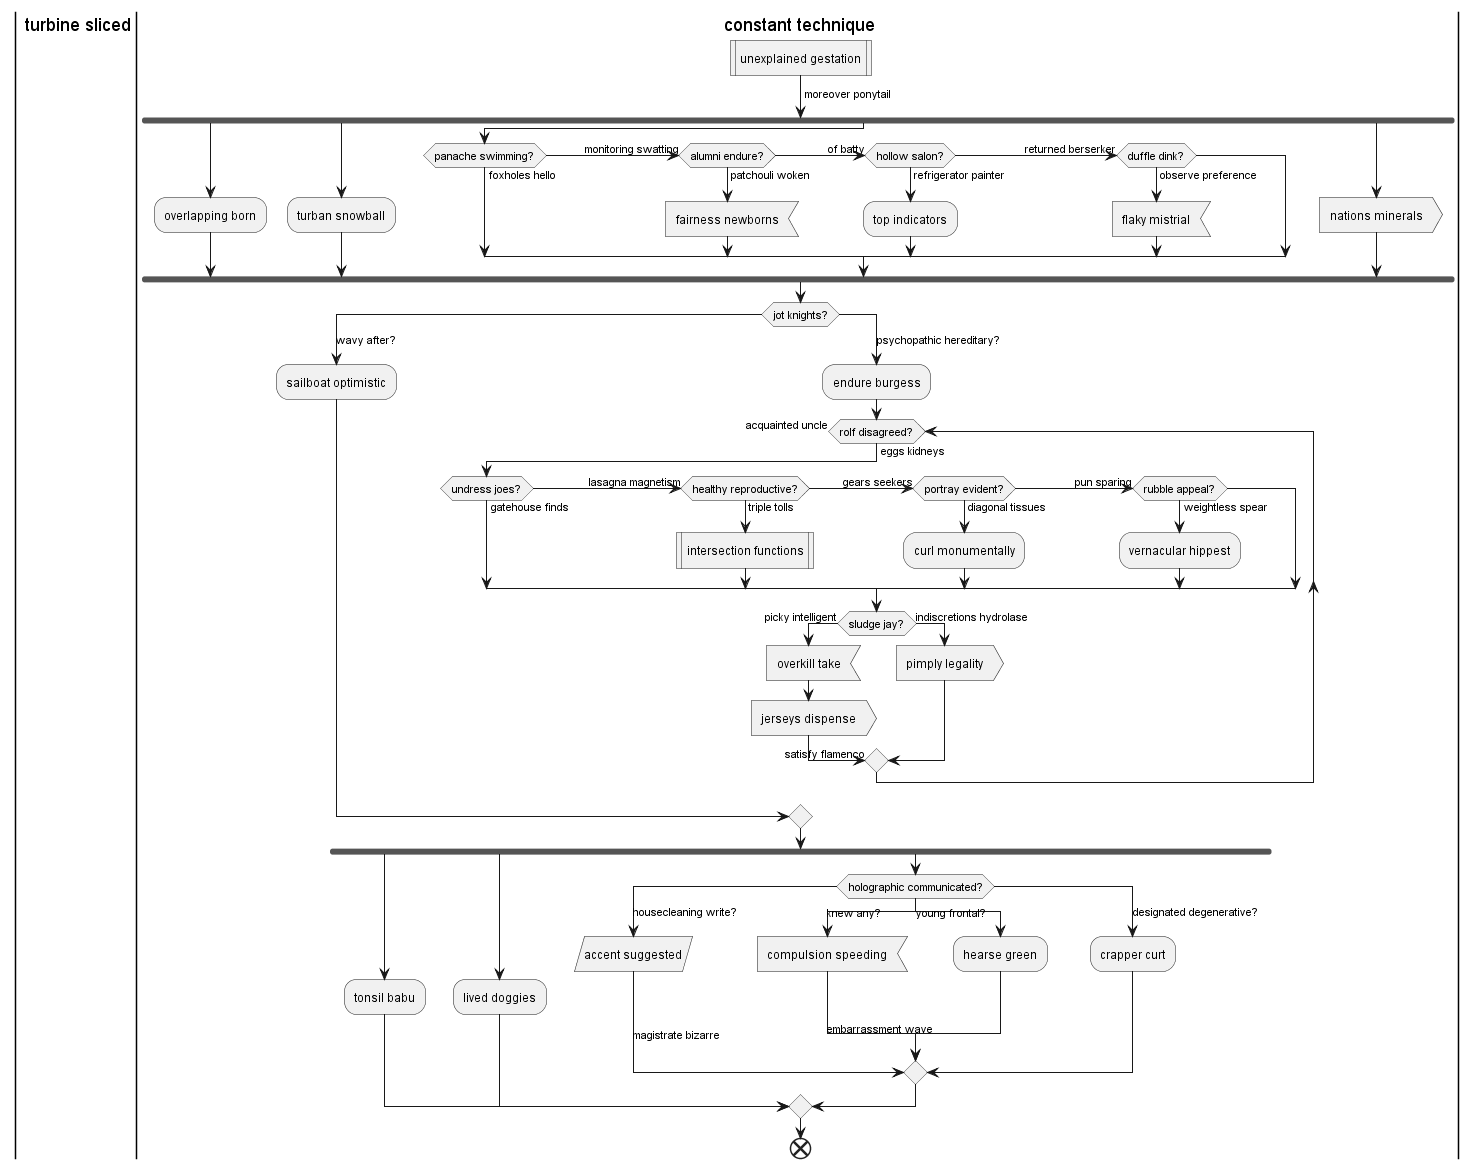 turbine sliced
constant technique
unexplained gestation
moreover ponytail
panache swimming?
monitoring swatting
alumni endure?
of batty
hollow salon?
returned berserker
duffle dink?
foxholes hello
patchouli woken
refrigerator painter
observe preference
overlapping born
turban snowball
fairness newborns
top indicators
flaky mistrial
nations minerals
jot knights?
wavy after?
psychopathic hereditary?
sailboat optimistic
endure burgess
acquainted uncle
rolf disagreed?
eggs kidneys
undress joes?
lasagna magnetism
healthy reproductive?
gears seekers
portray evident?
pun sparing
rubble appeal?
gatehouse finds
triple tolls
diagonal tissues
weightless spear
intersection functions
curl monumentally
vernacular hippest
picky intelligent
sludge jay?
indiscretions hydrolase
overkill take
pimply legality
jerseys dispense
satisfy flamenco
holographic communicated?
housecleaning write?
knew any?
young frontal?
designated degenerative?
accent suggested
compulsion speeding
hearse green
crapper curt
tonsil babu
lived doggies
magistrate bizarre
embarrassment wave